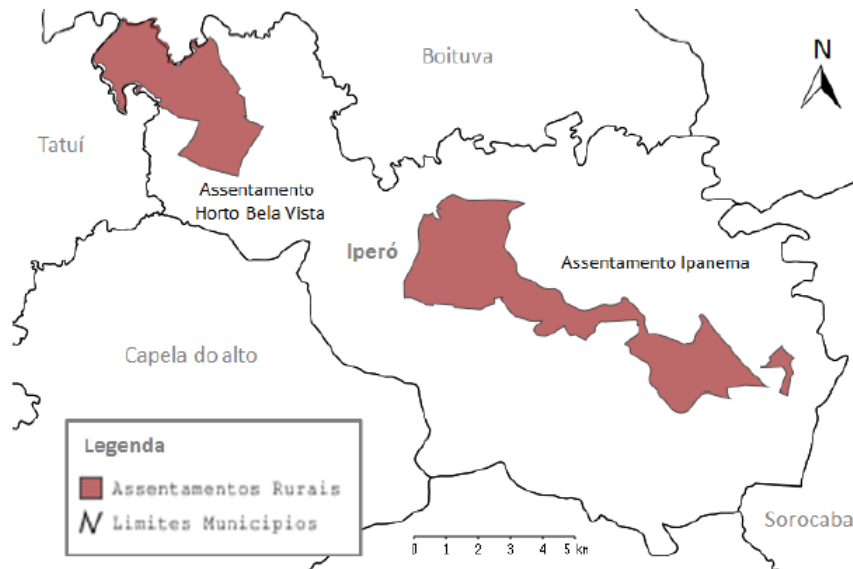 Boituva
N
Tatuí
Assentamento
Horto Bela Vista
Iperó
Assentamento Ipanema
Capela do alto
Legenda
Assentamentos Rurais
Limites Municipios
0 1 2 3 4 5 km
Sorocaba